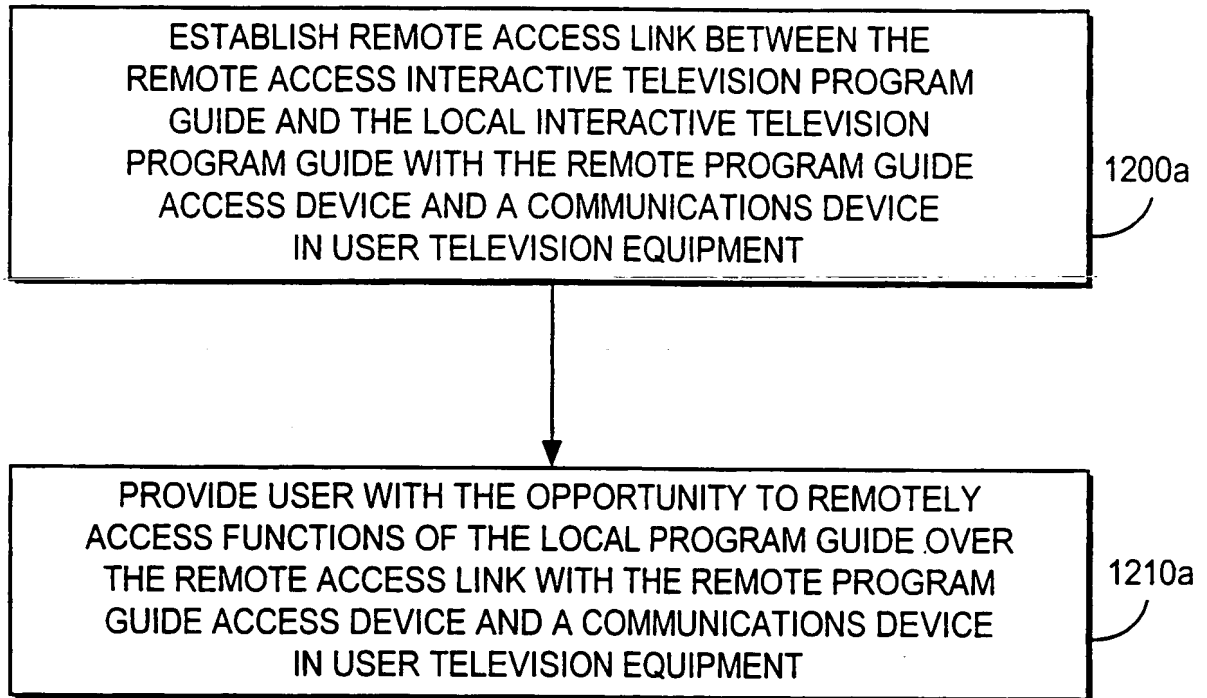 ESTABLISH REMOTE ACCESS LINK BETWEEN THE
REMOTE ACCESS INTERACTIVE TELEVISION PROGRAM
GUIDE AND THE LOCAL INTERACTIVE TELEVISION
PROGRAM GUIDE WITH THE REMOTE PROGRAM GUIDE
ACCESS DEVICE AND A COMMUNICATIONS DEVICE
IN USER TELEVISION EQUIPMENT
1200a
PROVIDE USER WITH THE OPPORTUNITY TO REMOTELY
ACCESS FUNCTIONS OF THE LOCAL PROGRAM GUIDE OVER
THE REMOTE ACCESS LINK WITH THE REMOTE PROGRAM
GUIDE ACCESS DEVICE AND A COMMUNICATIONS DEVICE
IN USER TELEVISION EQUIPMENT
1210a